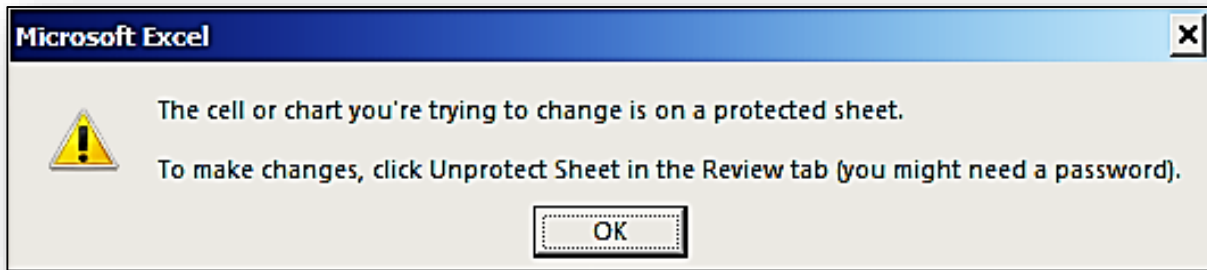 Microsoft Excel
The cell or chart you're trying to change is on a protected sheet.
To make changes, click Unprotect Sheet in the Review tab (you might need a password).
OK